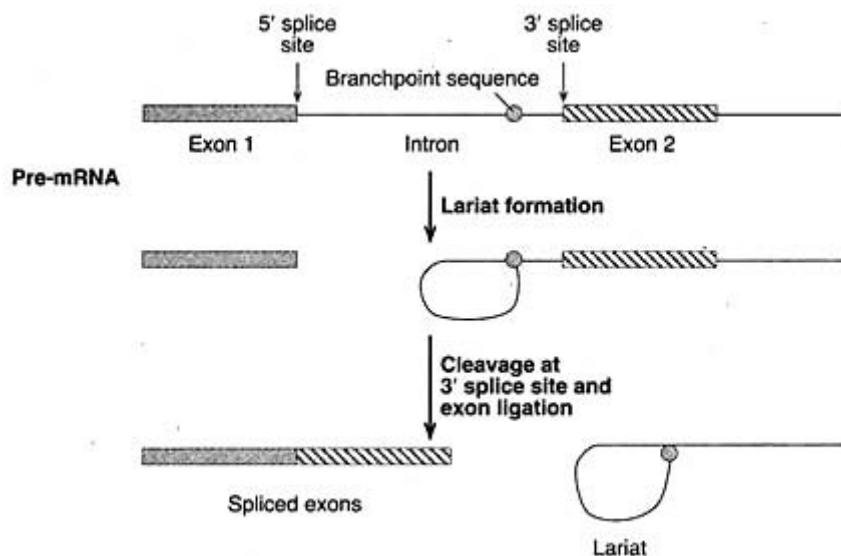 5′ splice
site
3′ splice
site
Branchpoint sequence
Exon 1
Intron
Exon 2
Pre-mRNA
Lariat formation
Cleavage at
3′ splice site and
exon ligation
Spliced exons
Lariat